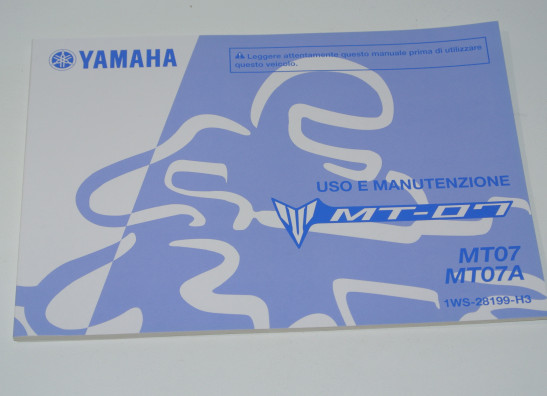 YAMAHA
⚠ Leggere attentamente questo manuale prima di utilizzare
questo veicolo.
USO E MANUTENZIONE
MT-07
MT07
MT07A
1WS-28199-H3